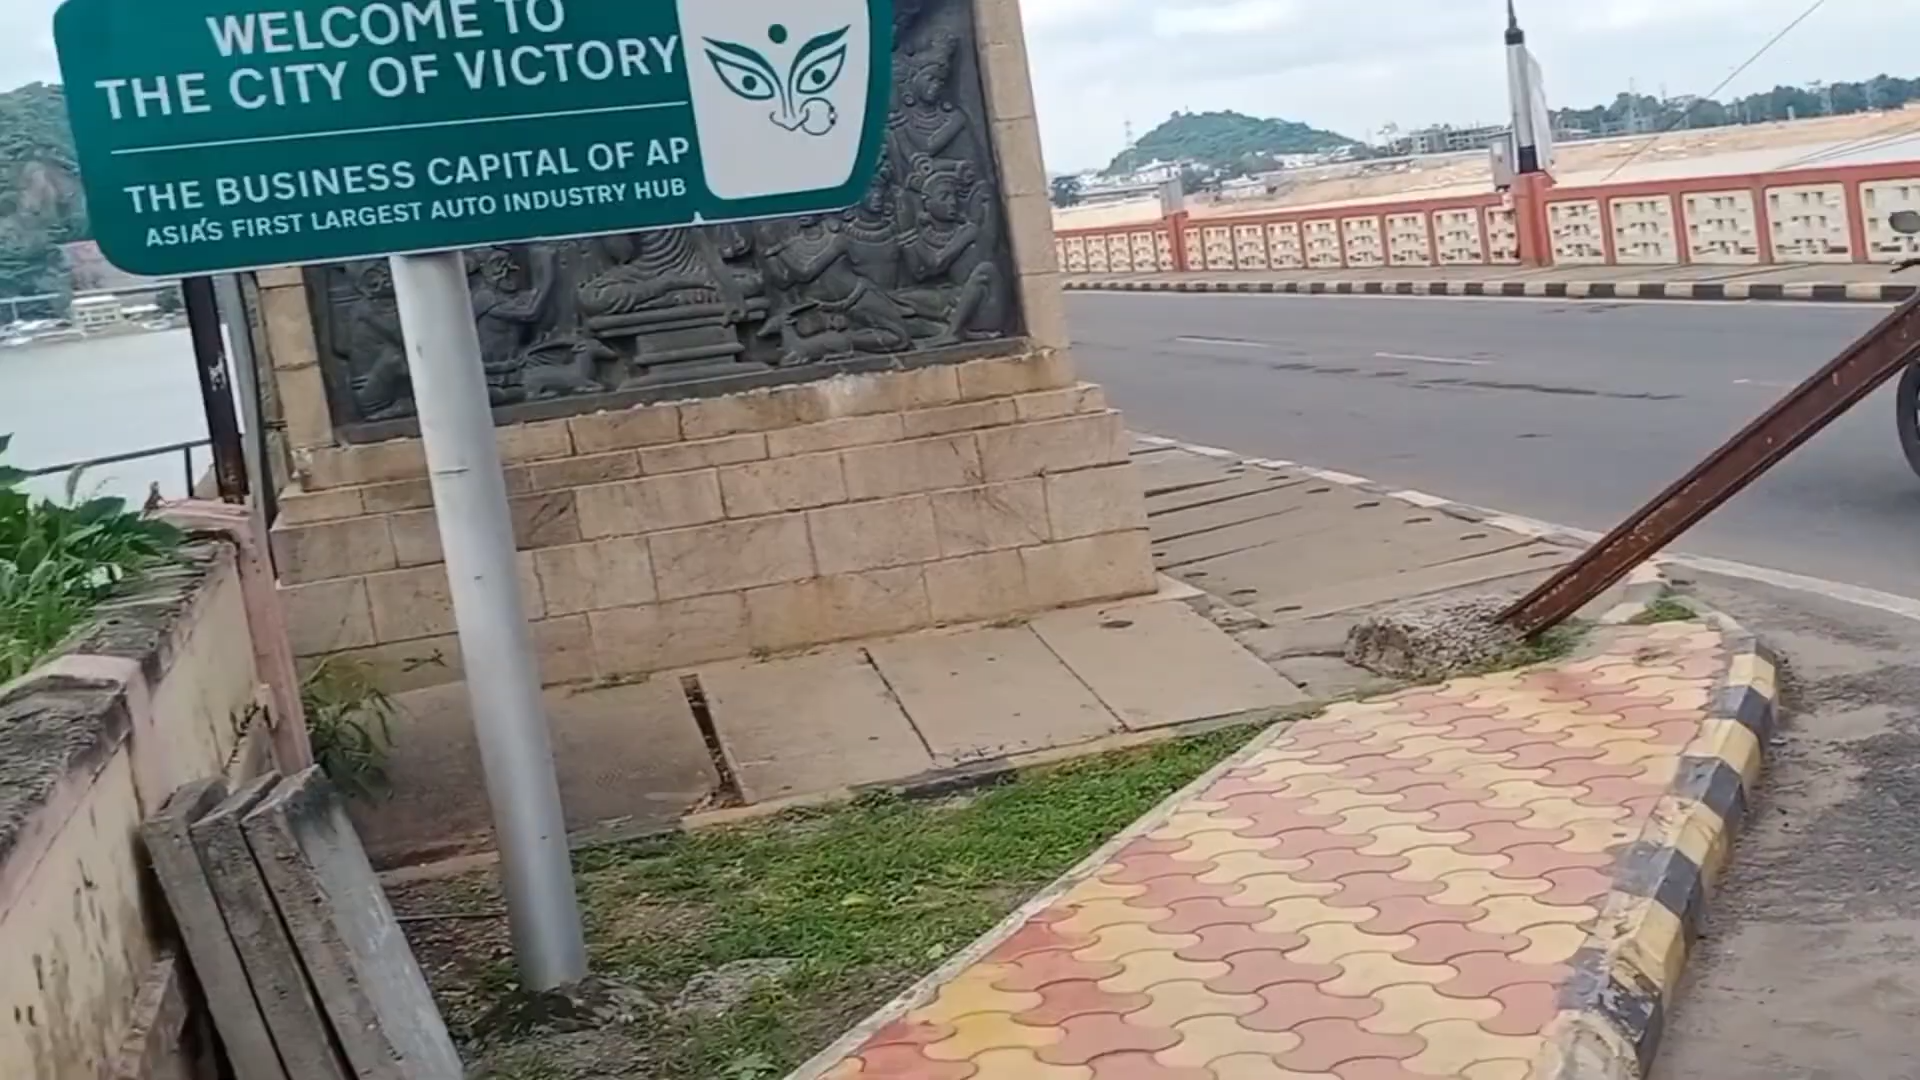 WELCOME TO
THE CITY OF VICTORY
THE BUSINESS CAPITAL OF AP
ASIA'S FIRST LARGEST AUTO INDUSTRY HUB